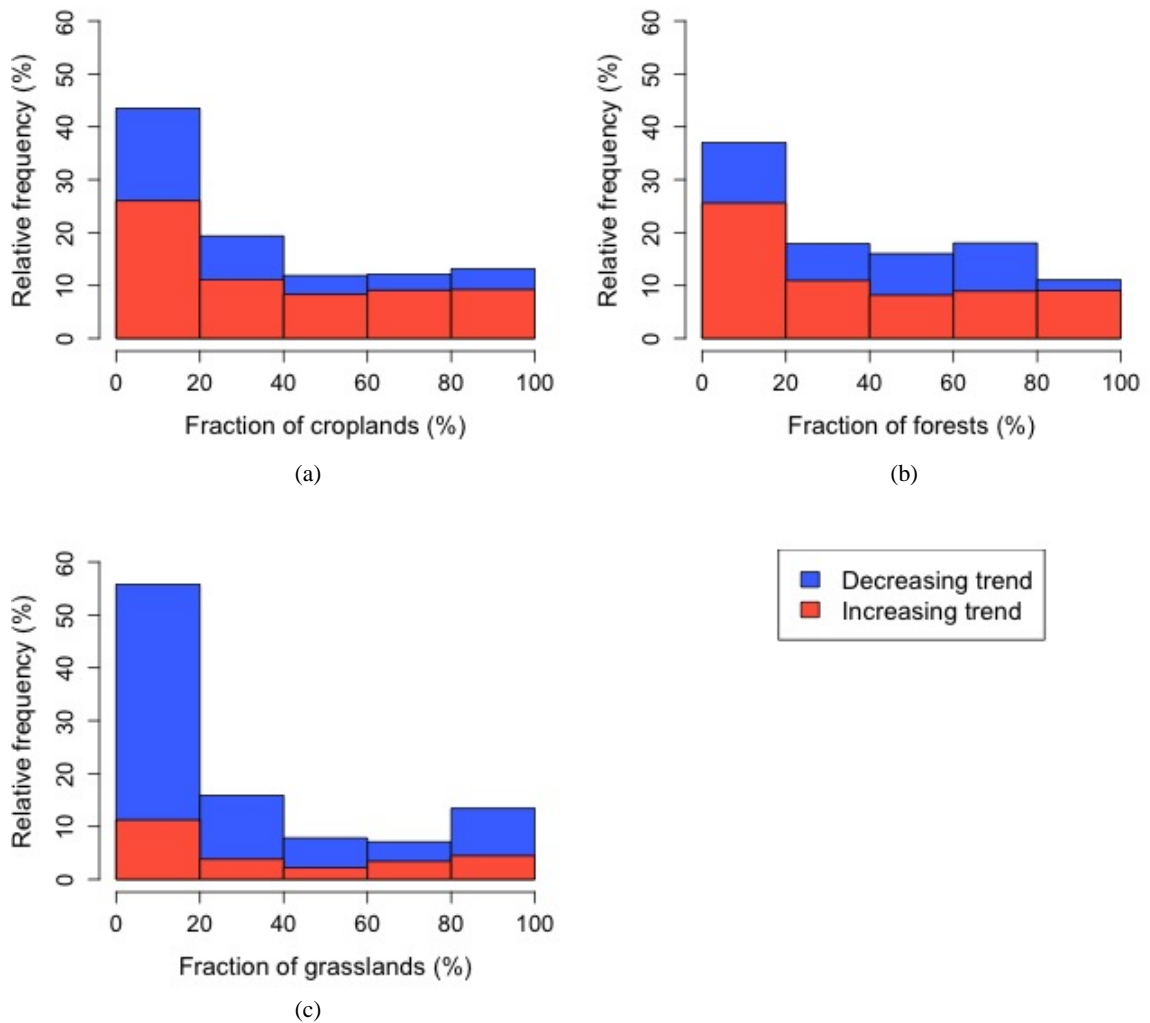 Relative frequency (%)
0 10 20 30 40 50 60
0 20 40 60 80 100
Fraction of croplands (%)
(a)
Relative frequency (%)
0 10 20 30 40 50 60
0 20 40 60 80 100
Fraction of forests (%)
(b)
Relative frequency (%)
0 10 20 30 40 50 60
0 20 40 60 80 100
Fraction of grasslands (%)
(c)
Decreasing trend
Increasing trend